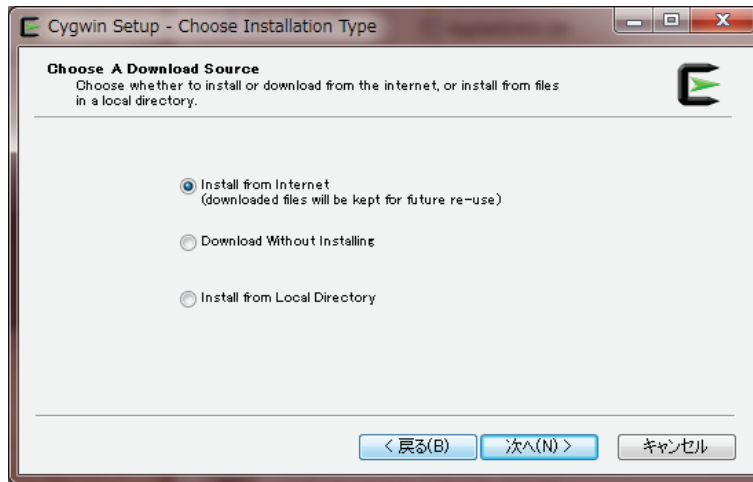 Cygwin Setup - Choose Installation Type
Choose A Download Source
Choose whether to install or download from the internet, or install from files
in a local directory.
Install from Internet
(downloaded files will be kept for future re-use)
Download Without Installing
Install from Local Directory
< 戻る(B)
次へ(N) >
キャンセル